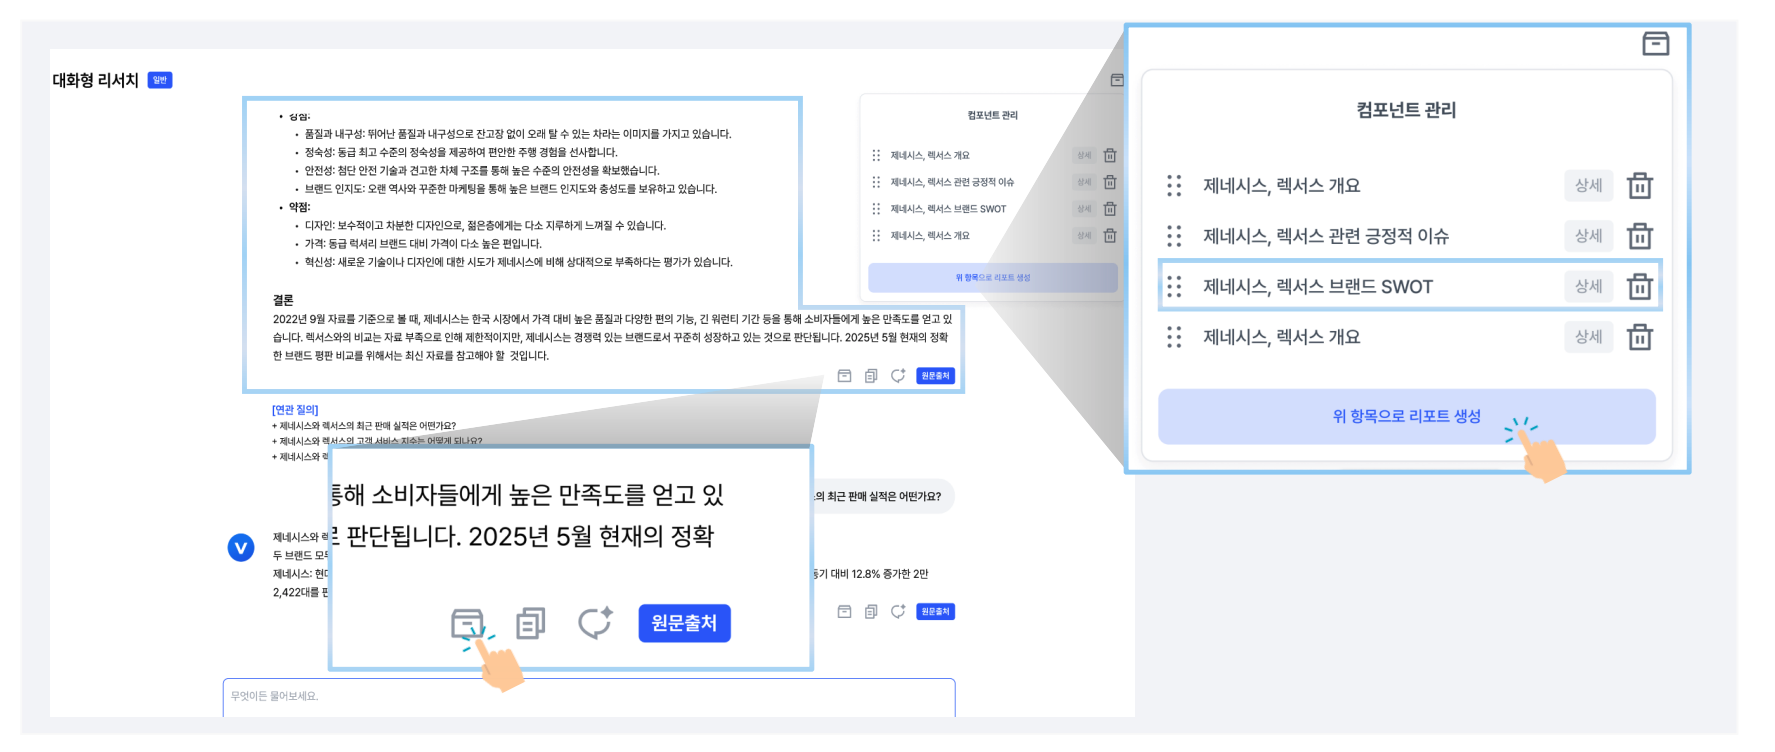 대화형 리서치 일반
• 강점:
• 품질과 내구성: 뛰어난 품질과 내구성으로 잔고장 없이 오래 탈 수 있는 차라는 이미지를 가지고 있습니다.
• 정숙성: 동급 최고 수준의 정숙성을 제공하여 편안한 주행 경험을 선사합니다.
• 안전성: 첨단 안전 기술과 견고한 차체 구조를 통해 높은 수준의 안전성을 확보했습니다.
• 브랜드 인지도: 오랜 역사와 꾸준한 마케팅을 통해 높은 브랜드 인지도와 충성도를 보유하고 있습니다.
• 약점:
• 디자인: 보수적이고 차분한 디자인으로, 젊은층에게는 다소 지루하게 느껴질 수 있습니다.
• 가격: 동급 럭셔리 브랜드 대비 가격이 다소 높은 편입니다.
• 혁신성: 새로운 기술이나 디자인에 대한 시도가 제네시스에 비해 상대적으로 부족하다는 평가가 있습니다.
결론
2022년 9월 자료를 기준으로 볼 때, 제네시스는 한국 시장에서 가격 대비 높은 품질과 다양한 편의 기능, 긴 워런티 기간 등을 통해 소비자들에게 높은 만족도를 얻고 있
습니다. 렉서스와의 비교는 자료 부족으로 인해 제한적이지만, 제네시스는 경쟁력 있는 브랜드로서 꾸준히 성장하고 있는 것으로 판단됩니다. 2025년 5월 현재의 정확
한 브랜드 평판 비교를 위해서는 최신 자료를 참고해야 할 것입니다.
원문출처
[연관 질의]
+ 제네시스와 렉서스의 최근 판매 실적은 어떤가요?
+ 제네시스와 렉서스의 고객 서비스 지수는 어떻게 되나요?
+ 제네시스와
의 최근 판매 실적은 어떤가요?
제네시스와
두 브랜드
제네시스:
동기 대비 12.8% 증가한 2만
2,422대를
원문출처
통해 소비자들에게 높은 만족도를 얻고 있
로 판단됩니다. 2025년 5월 현재의 정확
원문출처
무엇이든 물어보세요.
컴포넌트 관리
제네시스, 렉서스 개요 상세
제네시스, 렉서스 관련 긍정적 이슈 상세
제네시스, 렉서스 브랜드 SWOT 상세
제네시스, 렉서스 개요 상세
위 항목으로 리포트 생성
컴포넌트 관리
제네시스, 렉서스 개요 상세
제네시스, 렉서스 관련 긍정적 이슈 상세
제네시스, 렉서스 브랜드 SWOT 상세
제네시스, 렉서스 개요 상세
위 항목으로 리포트 생성